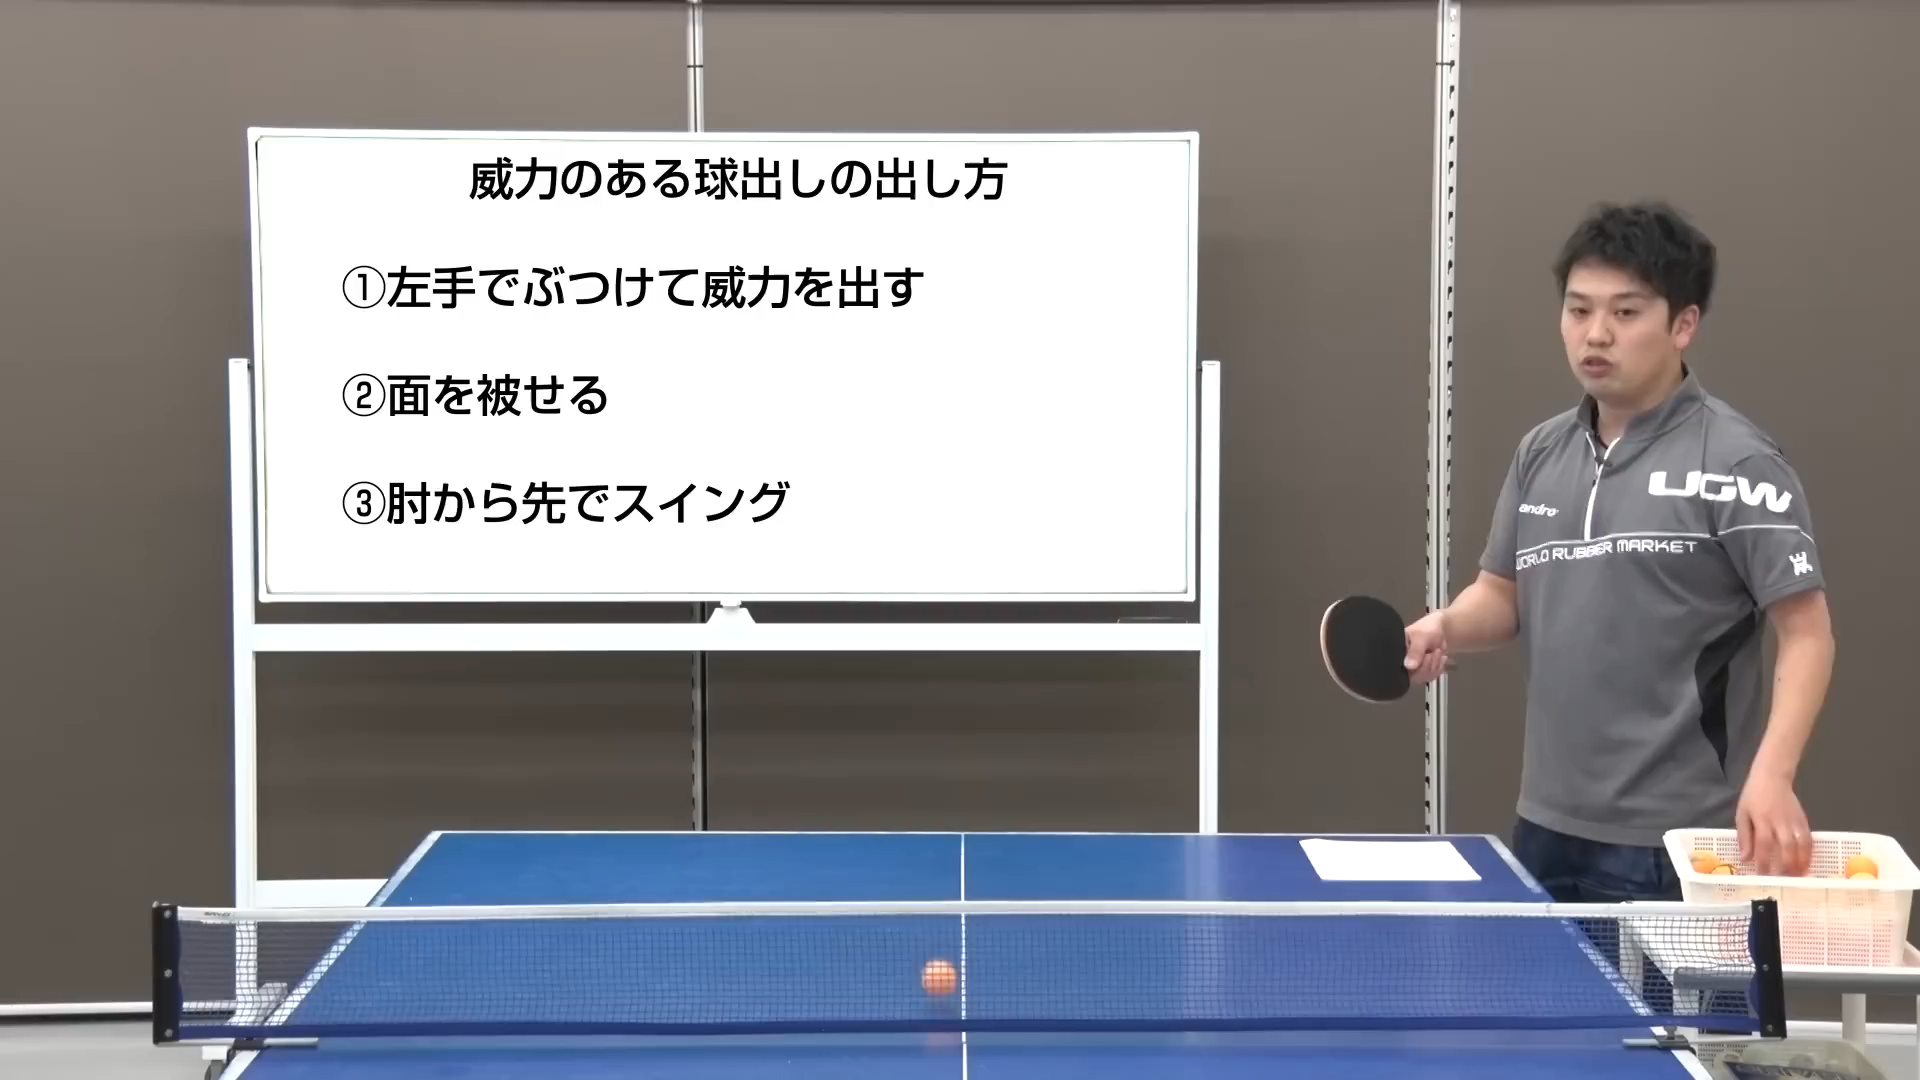 威力のある球出しの出し方
①左手でぶつけて威力を出す
②面を被せる
③肘から先でスイング
UGW
andro
WORLD RUBBER MARKET